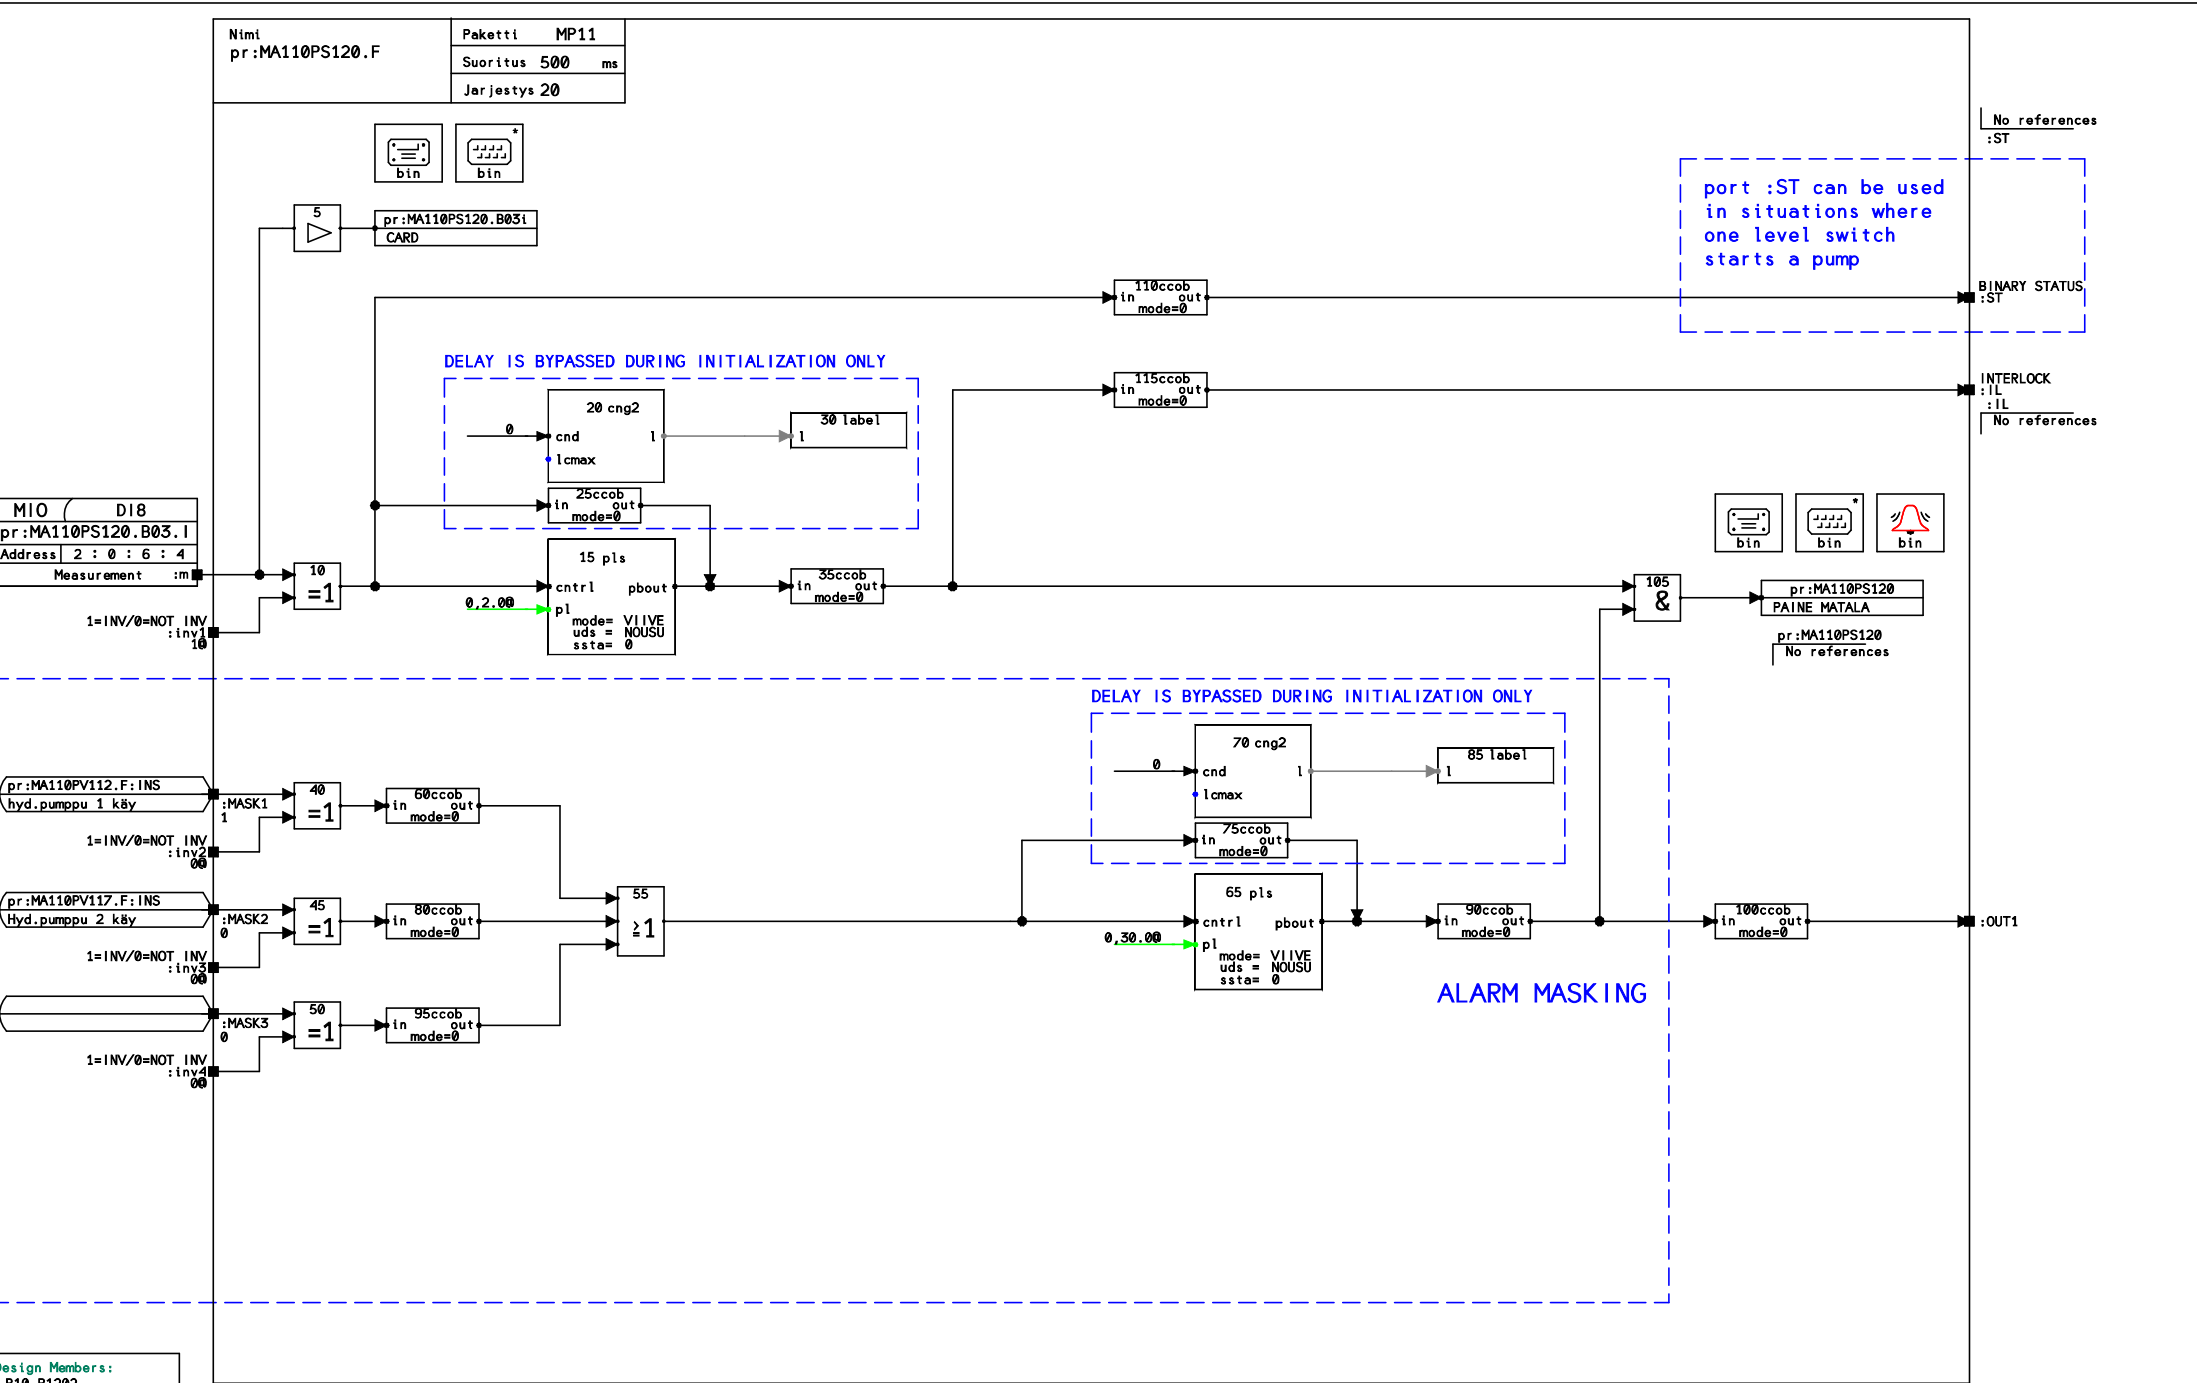 Nimi
pr:MA110PS120.F
Paketti MP11
Suoritus 500 ms
Jarjestys 20
No references
:ST
bin
* bin
port :ST can be used
in situations where
one level switch
starts a pump
5
pr:MA110PS120.B03i
CARD
110ccob
in out
mode=0
BINARY STATUS
:ST
DELAY IS BYPASSED DURING INITIALIZATION ONLY
115ccob
in out
mode=0
INTERLOCK
:IL
:IL
No references
20 cng2
0 cnd l
lcmax
30 label
l
25ccob
in out
mode=0
MIO DI8
pr:MA110PS120.B03.I
Address 2 : 0 : 6 : 4
Measurement :m
10
=1
15 pls
cntrl pbout
0,2.0 pl
mode= VIIVE
uds = NOUSU
ssta= 0
35ccob
in out
mode=0
1=INV/0=NOT INV
:inv1
bin
* bin
bin
105
&
pr:MA110PS120
PAINE MATALA
pr:MA110PS120
No references
DELAY IS BYPASSED DURING INITIALIZATION ONLY
70 cng2
0 cnd l
lcmax
85 label
l
pr:MA110PV112.F:INS
hyd.pumppu 1 käy
:MASK1
1
40
=1
60ccob
in out
mode=0
1=INV/0=NOT INV
:inv2
75ccob
in out
mode=0
pr:MA110PV117.F:INS
Hyd.pumppu 2 käy
:MASK2
0
45
=1
80ccob
in out
mode=0
1=INV/0=NOT INV
:inv3
55
>=1
65 pls
cntrl pbout
0,30.0 pl
mode= VIIVE
uds = NOUSU
ssta= 0
90ccob
in out
mode=0
100ccob
in out
mode=0
:OUT1
ALARM MASKING
:MASK3
0
50
=1
95ccob
in out
mode=0
1=INV/0=NOT INV
:inv4
Design Members: